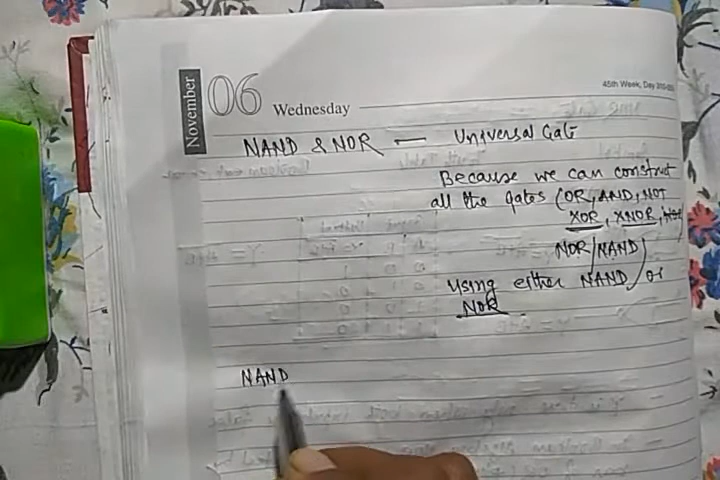 November
06
Wednesday
45th Week, Day
NAND & NOR — Universal Gate
Because we can construct
all the gates (OR, AND, NOT
XOR, XNOR,
NOR/NAND)
using either NAND or
NOR.
NAND